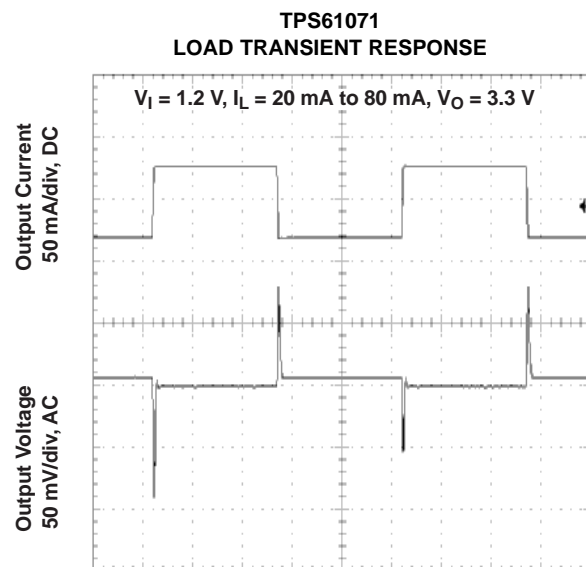 TPS61071
LOAD TRANSIENT RESPONSE
V_I = 1.2 V, I_L = 20 mA to 80 mA, V_O = 3.3 V
Output Current
50 mA/div, DC
Output Voltage
50 mV/div, AC